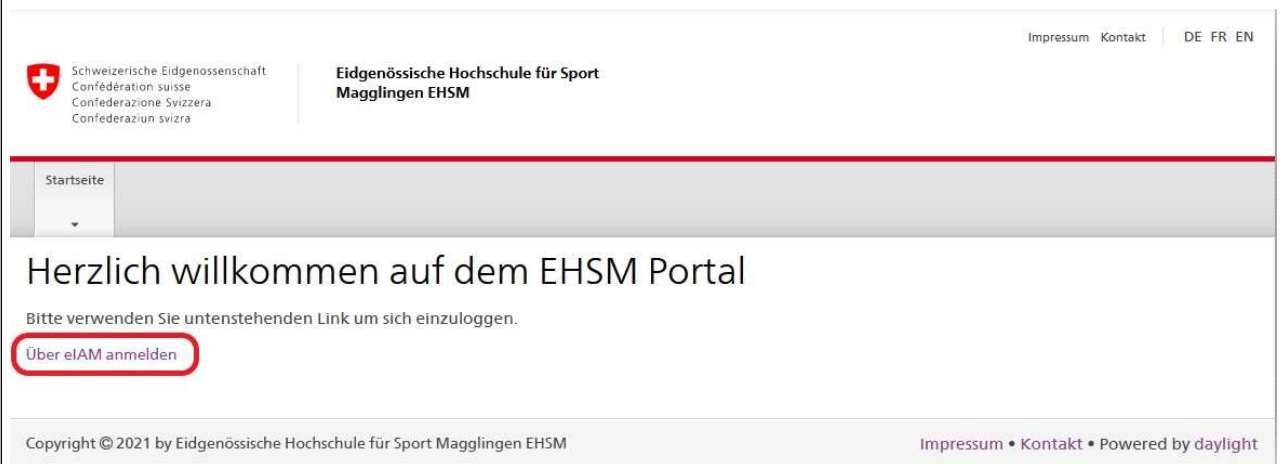 Impressum Kontakt DE FR EN
Schweizerische Eidgenossenschaft
Confédération suisse
Confederazione Svizzera
Confederaziun svizra
Eidgenössische Hochschule für Sport
Magglingen EHSM
Startseite
Herzlich willkommen auf dem EHSM Portal
Bitte verwenden Sie untenstehenden Link um sich einzuloggen.
Über eIAM anmelden
Copyright © 2021 by Eidgenössische Hochschule für Sport Magglingen EHSM
Impressum • Kontakt • Powered by daylight